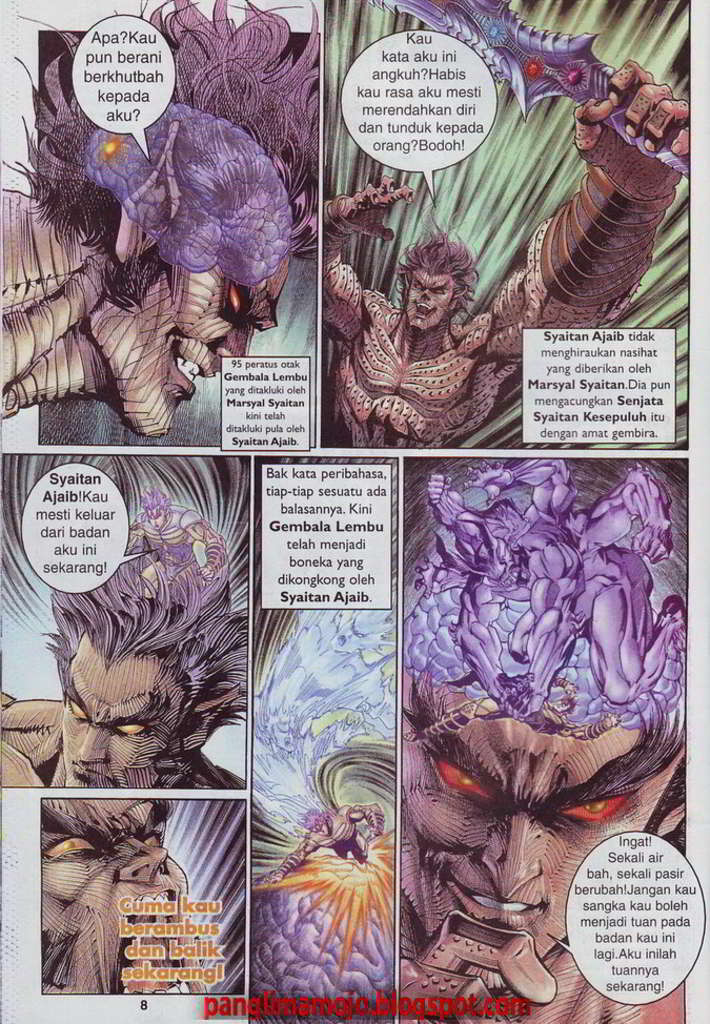 Apa?Kau
pun berani
berkhutbah
kepada
aku?
Kau
kata aku ini
angkuh?Habis
kau rasa aku mesti
merendahkan diri
dan tunduk kepada
orang?Bodoh!
95 peratus otak
Gembala Lembu
yang ditakluki oleh
Marsyal Syaitan
kini telah
ditakluki pula oleh
Syaitan Ajaib.
Syaitan Ajaib tidak
menghiraukan nasihat
yang diberikan oleh
Marsyal Syaitan.Dia pun
mengacungkan Senjata
Syaitan Kesepuluh itu
dengan amat gembira.
Syaitan
Ajaib!Kau
mesti keluar
dari badan
aku ini
sekarang!
Bak kata peribahasa,
tiap-tiap sesuatu ada
balasannya. Kini
Gembala Lembu
telah menjadi
boneka yang
dikongkong oleh
Syaitan Ajaib.
Cuma kau
berambus
dan balik
sekarang!
Ingat!
Sekali air
bah, sekali pasir
berubah!Jangan kau
sangka kau boleh
menjadi tuan pada
badan kau ini
lagi.Aku inilah
tuannya
sekarang!
8
panglimamojo.blogspot.com